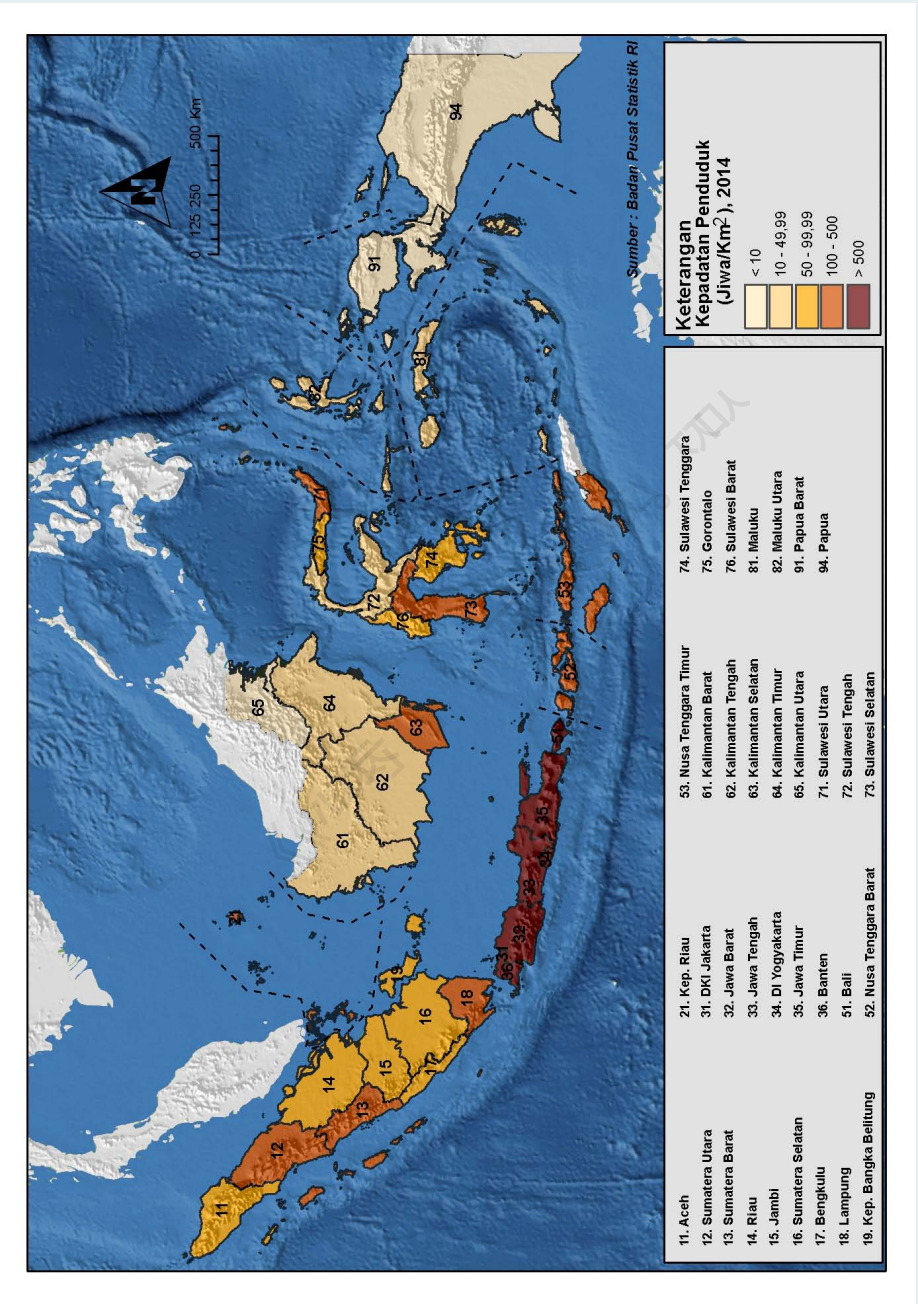 N
0 125 250 500 Km
11
12
13
14
15
16
17
18
19
21
31
36
32
33
34
35
51
52
53
61
62
63
64
65
71
72
73
74
75
76
81
82
91
94
Sumber : Badan Pusat Statistik RI
11. Aceh
12. Sumatera Utara
13. Sumatera Barat
14. Riau
15. Jambi
16. Sumatera Selatan
17. Bengkulu
18. Lampung
19. Kep. Bangka Belitung
21. Kep. Riau
31. DKI Jakarta
32. Jawa Barat
33. Jawa Tengah
34. DI Yogyakarta
35. Jawa Timur
36. Banten
51. Bali
52. Nusa Tenggara Barat
53. Nusa Tenggara Timur
61. Kalimantan Barat
62. Kalimantan Tengah
63. Kalimantan Selatan
64. Kalimantan Timur
65. Kalimantan Utara
71. Sulawesi Utara
72. Sulawesi Tengah
73. Sulawesi Selatan
74. Sulawesi Tenggara
75. Gorontalo
76. Sulawesi Barat
81. Maluku
82. Maluku Utara
91. Papua Barat
94. Papua
Keterangan
Kepadatan Penduduk
(Jiwa/Km²), 2014
< 10
10 - 49,99
50 - 99,99
100 - 500
> 500